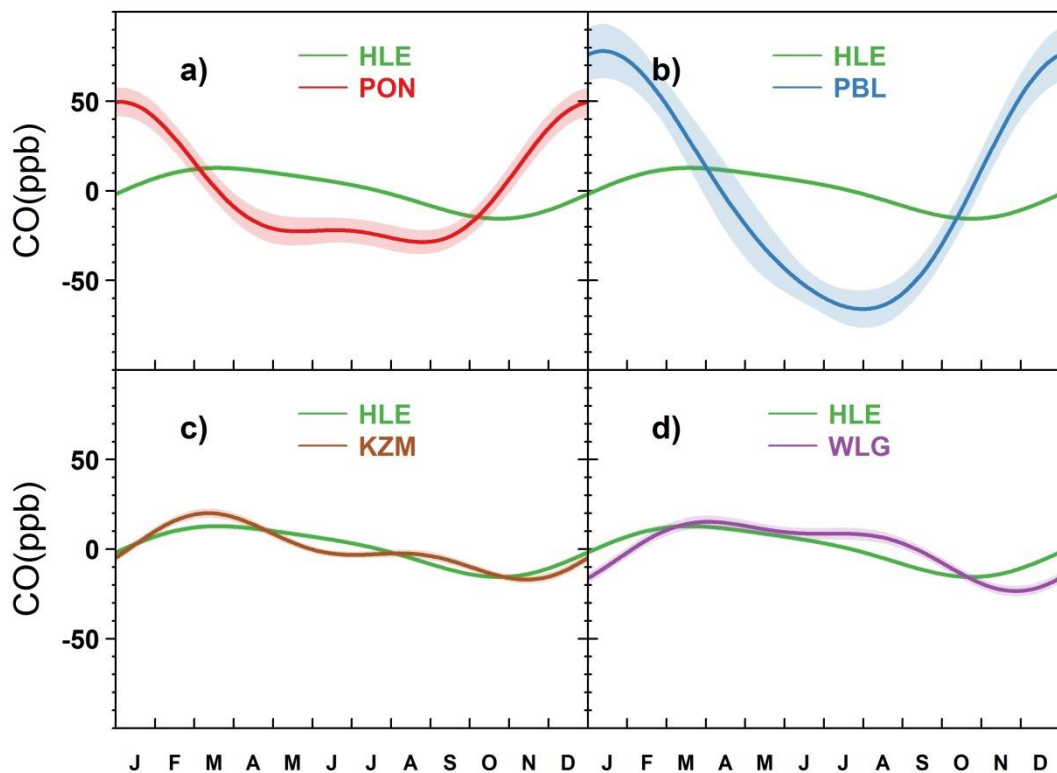 a)
HLE
PON
b)
HLE
PBL
CO(ppb)
50
0
-50
c)
HLE
KZM
d)
HLE
WLG
CO(ppb)
50
0
-50
J F M A M J J A S O N D
J F M A M J J A S O N D